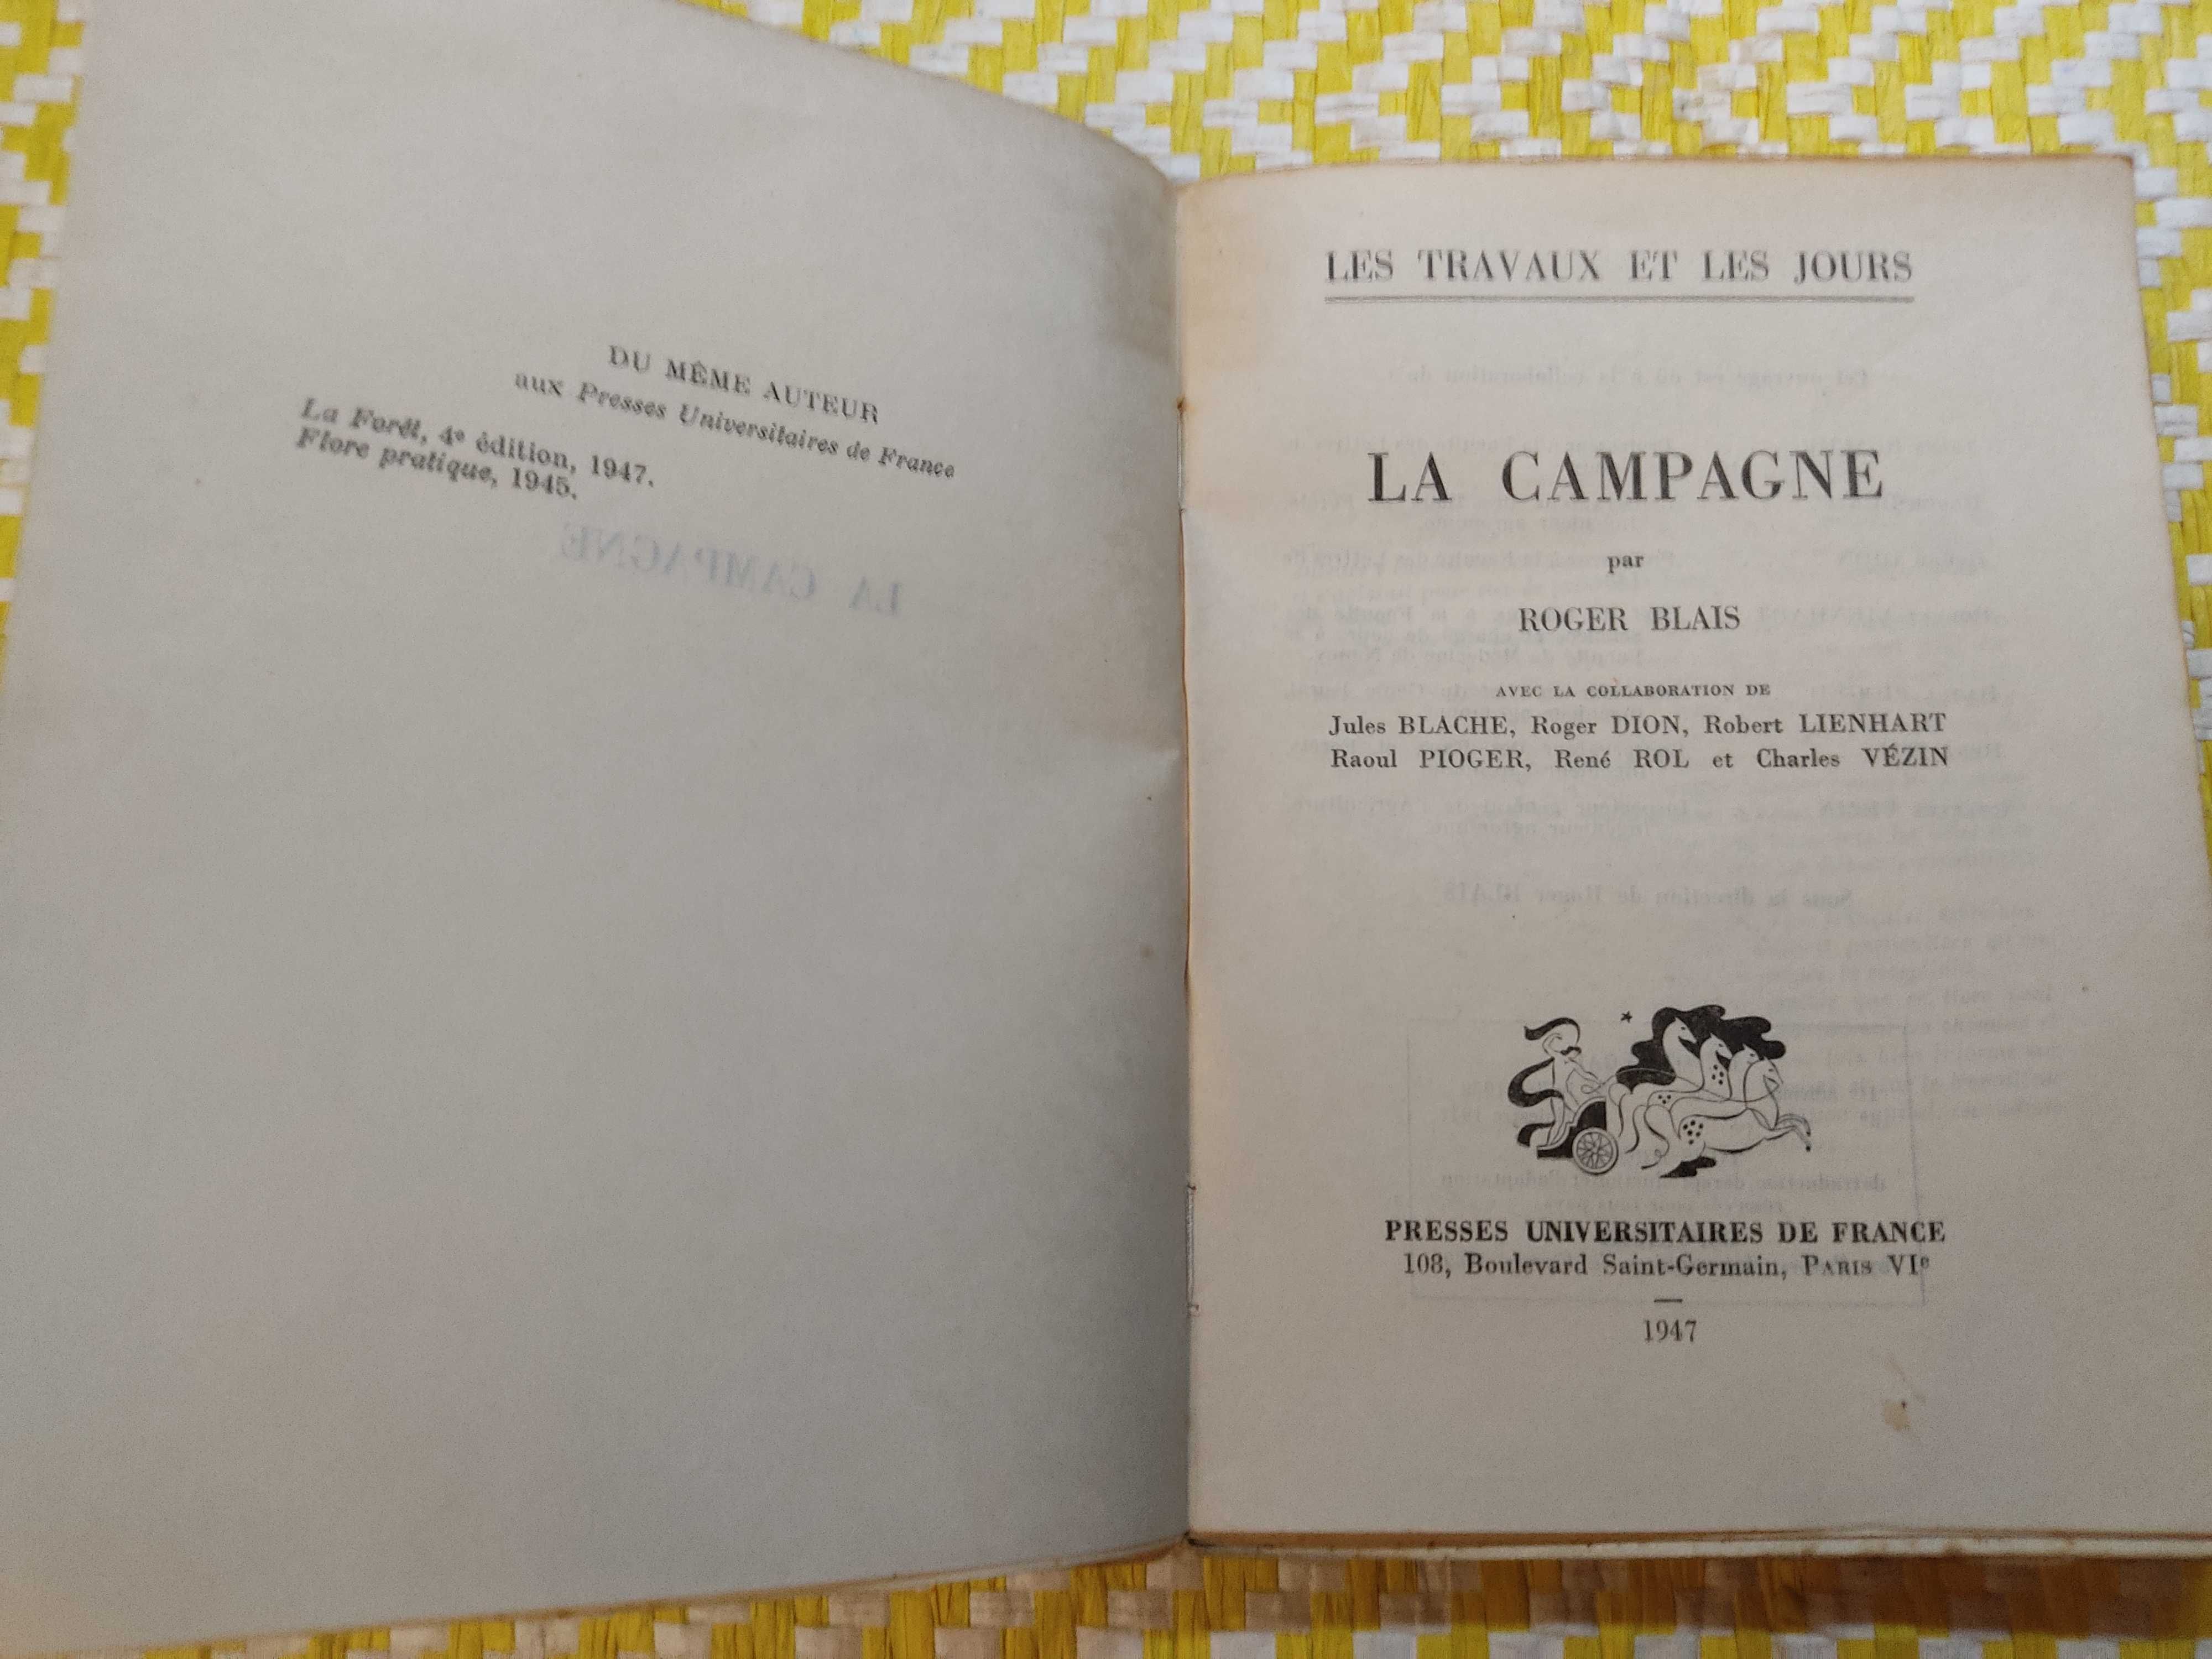 DU MÊME AUTEUR
aux Presses Universitaires de France
La Forêt, 4e édition, 1947.
Flore pratique, 1945.
LES TRAVAUX ET LES JOURS
LA CAMPAGNE
par
ROGER BLAIS
AVEC LA COLLABORATION DE
Jules BLACHE, Roger DION, Robert LIENHART
Raoul PIOGER, René ROL et Charles VÉZIN
PRESSES UNIVERSITAIRES DE FRANCE
108, Boulevard Saint-Germain, PARIS VIe
1947